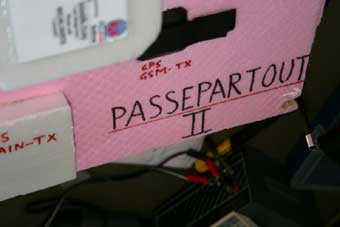 GPS
GSM-TX
PASSEPARTOUT
II
AIN-TX